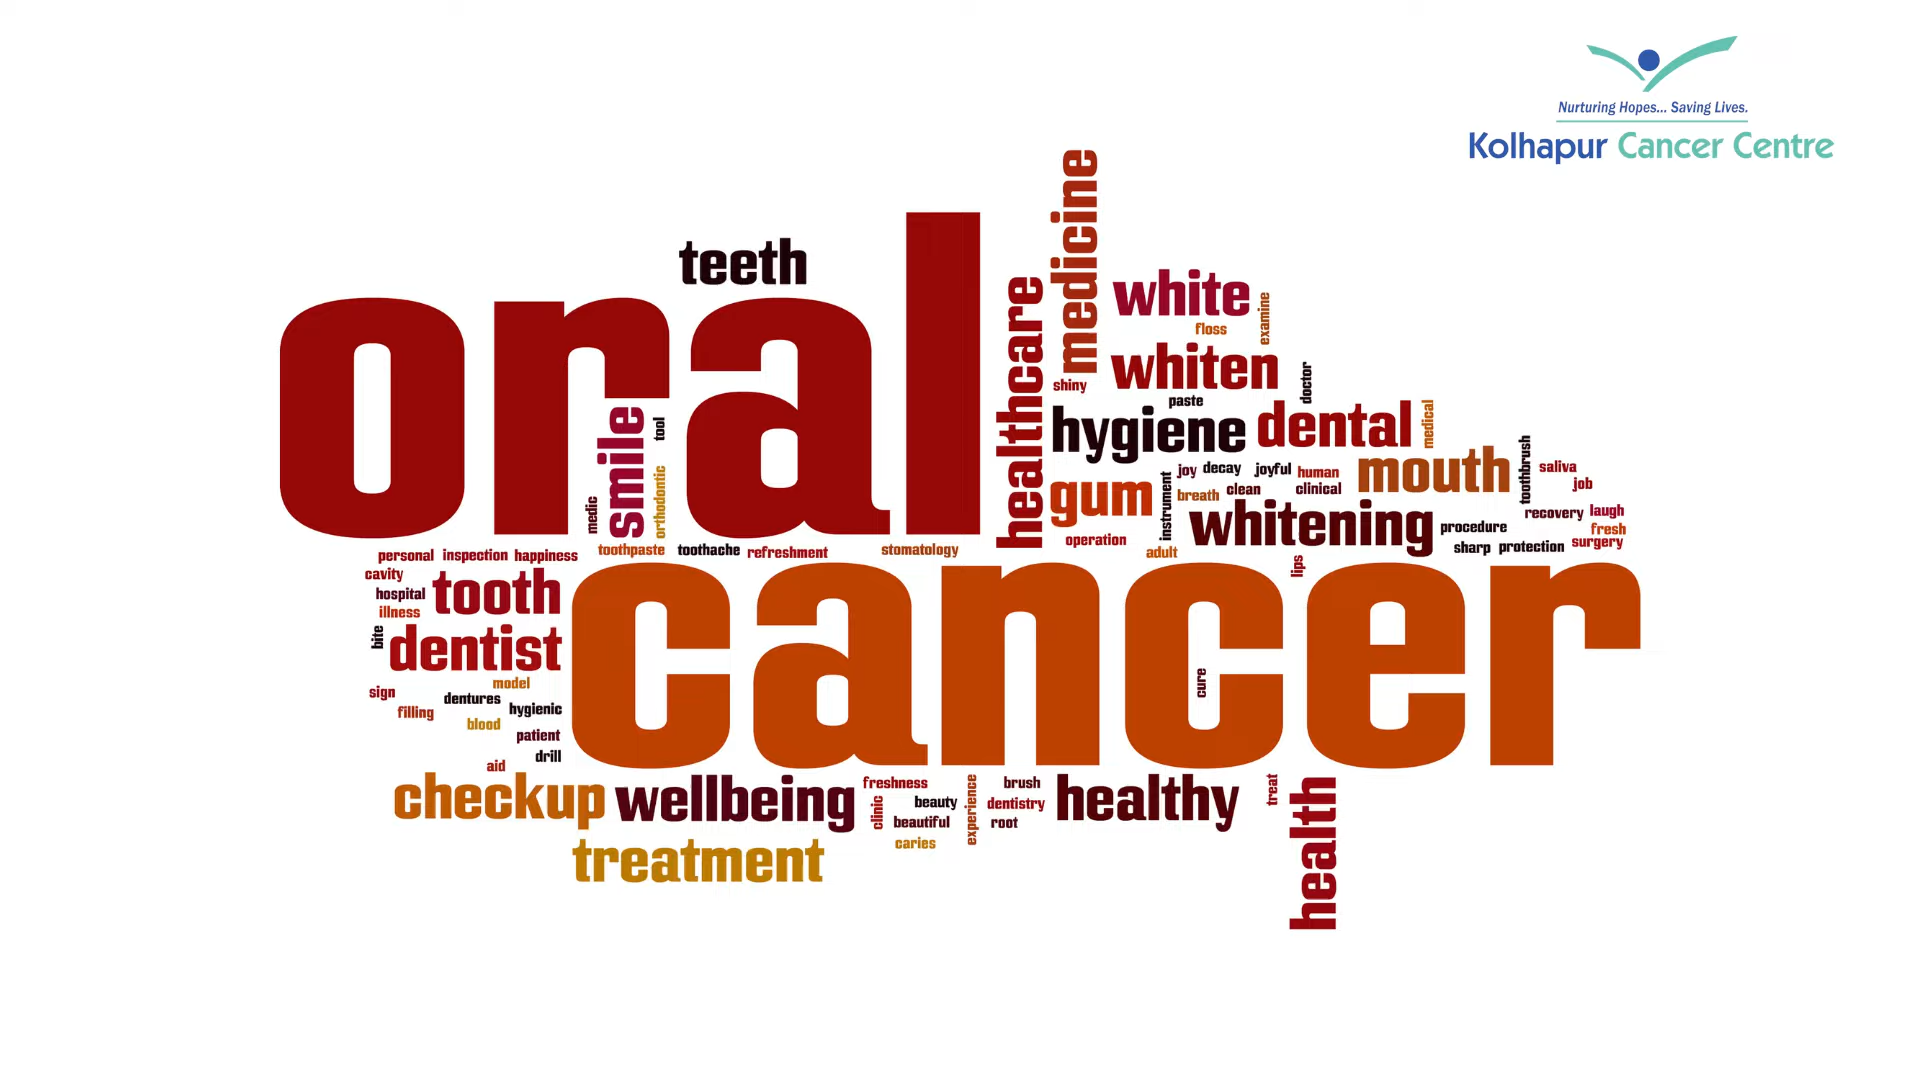 Nurturing Hopes... Saving Lives.
Kolhapur Cancer Centre
medicine
teeth
oral
healthcare
white
floss
examine
whiten
shiny
paste
doctor
hygiene
dental
medical
smile
tool
orthodontic
medic
joy
decay
joyful
human
mouth
toothbrush
saliva
job
gum
instrument
breath
clean
clinical
whitening
recovery
laugh
procedure
fresh
operation
adult
sharp
protection
surgery
personal
inspection
happiness
toothpaste
toothache
refreshment
stomatology
lips
cavity
tooth
hospital
illness
bite
dentist
cancer
cure
model
sign
dentures
hygienic
filling
blood
patient
drill
aid
checkup
wellbeing
freshness
clinic
beauty
beautiful
caries
experience
brush
dentistry
root
healthy
treat
health
treatment